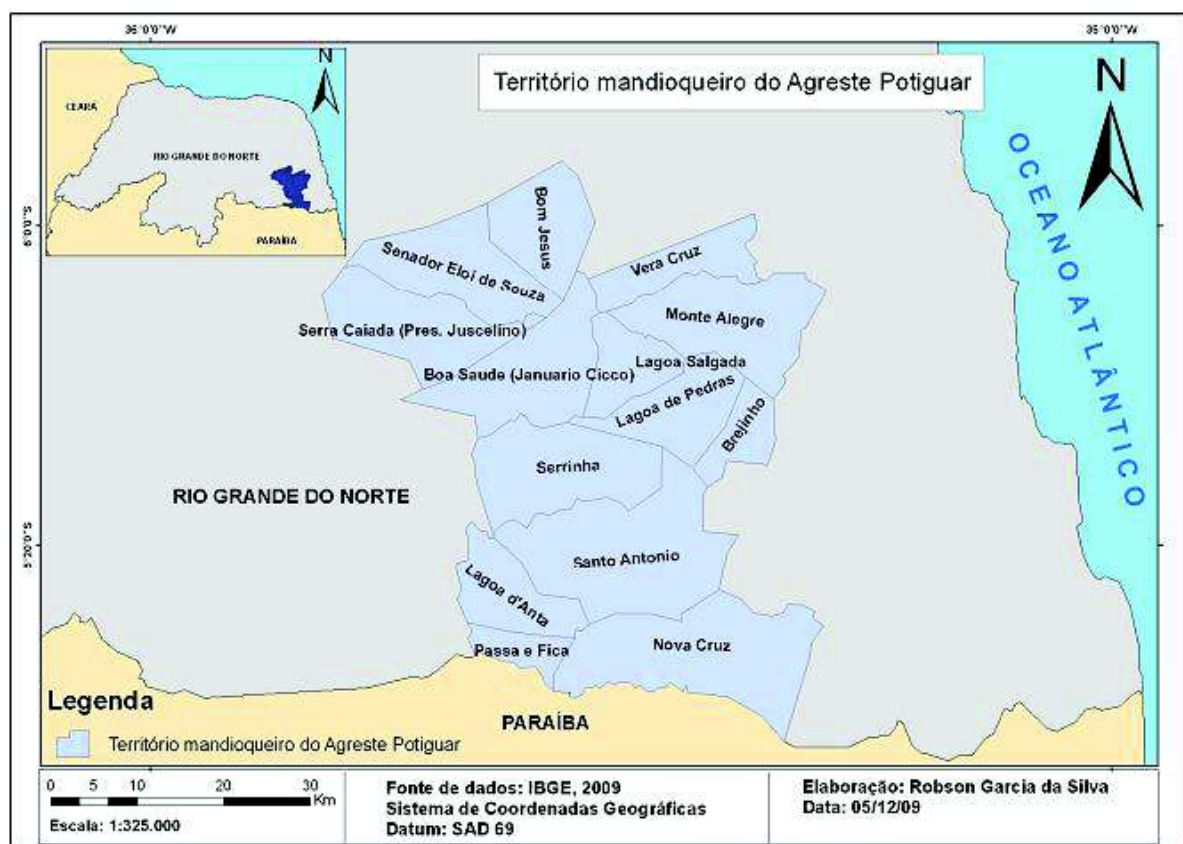 36°0'0"W
35°0'0"W
Território mandioqueiro do Agreste Potiguar
N
N
CEARÁ
RIO GRANDE DO NORTE
PARAÍBA
OCEANO ATLÂNTICO
6°0'0"S
Bom Jesus
Senador Eloi de Souza
Vera Cruz
Serra Caiada (Pres. Juscelino)
Monte Alegre
Boa Saude (Januario Cicco)
Lagoa Salgada
Lagoa de Pedras
Brejinho
Serrinha
RIO GRANDE DO NORTE
Santo Antonio
Lagoa d'Anta
Passa e Fica
Nova Cruz
PARAÍBA
Legenda
Território mandioqueiro do Agreste Potiguar
0 5 10 20 30
Km
Escala: 1:325.000
Fonte de dados: IBGE, 2009
Sistema de Coordenadas Geográficas
Datum: SAD 69
Elaboração: Robson Garcia da Silva
Data: 05/12/09